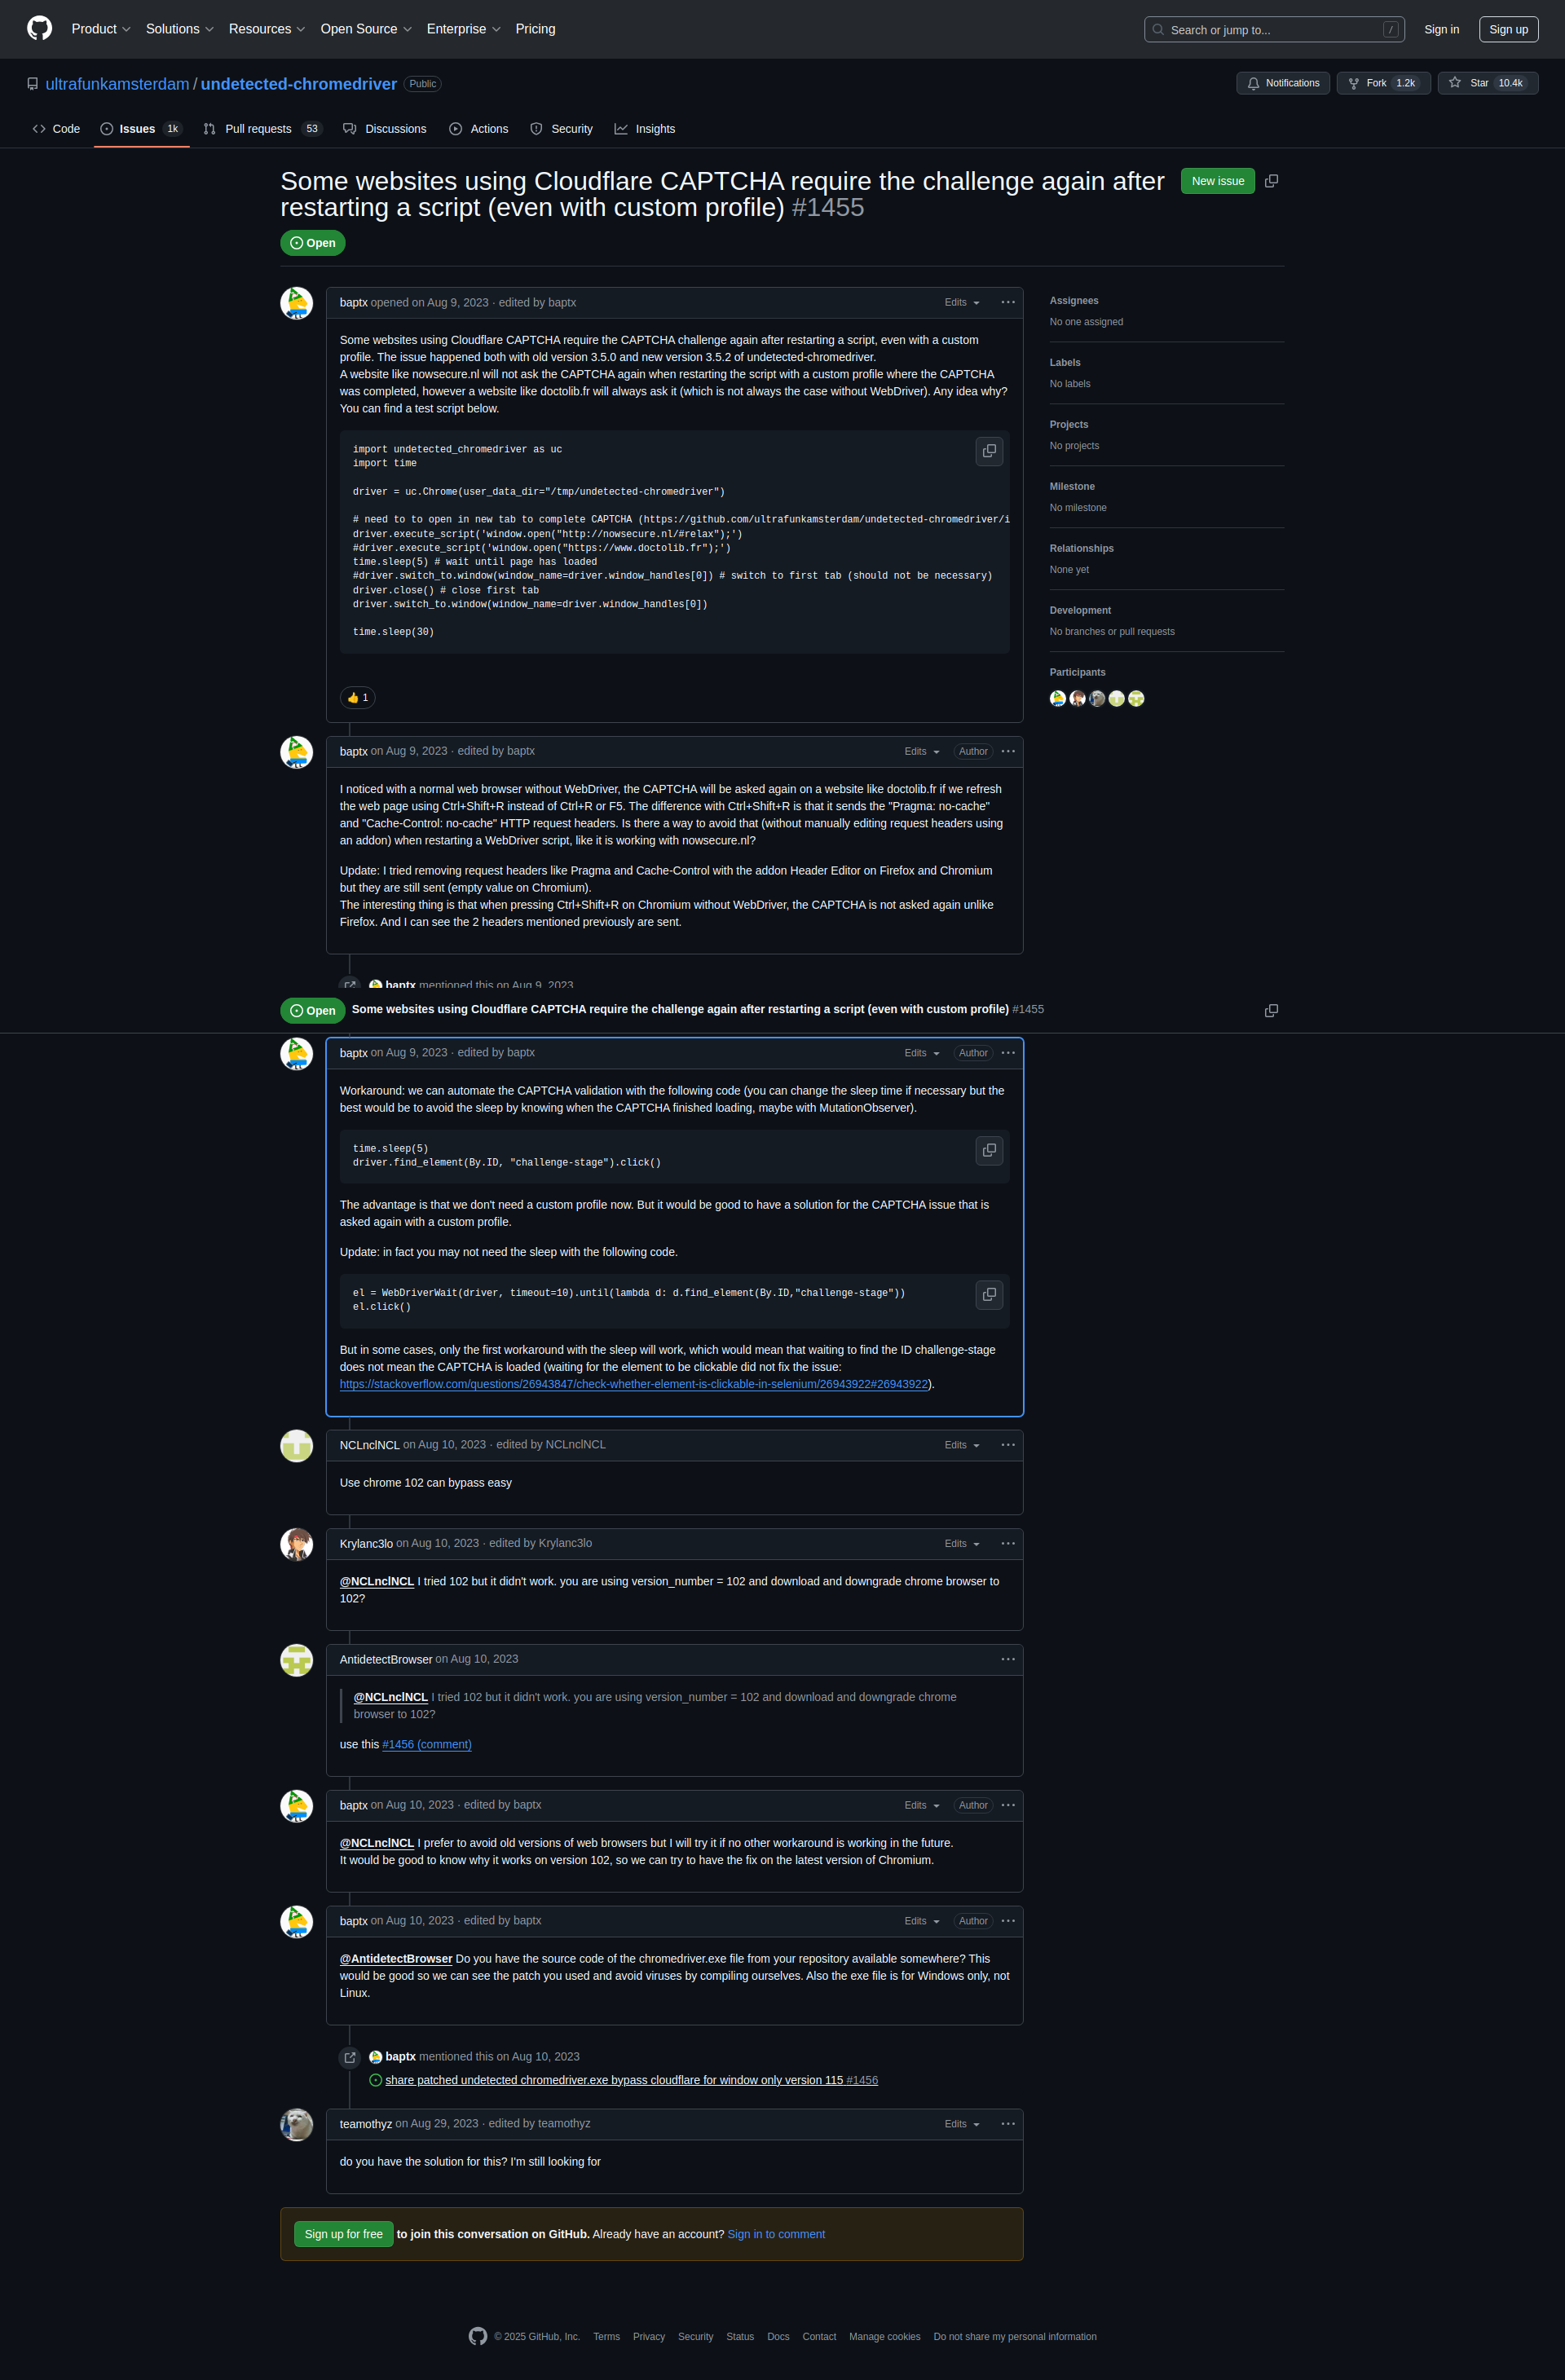 Product Solutions Resources Open Source Enterprise Pricing Search or jump to... / Sign in Sign up
ultrafunkamsterdam / undetected-chromedriver Public Notifications Fork 1.2k Star 10.4k
Code Issues 1k Pull requests 53 Discussions Actions Security Insights
Some websites using Cloudflare CAPTCHA require the challenge again after
restarting a script (even with custom profile) #1455
New issue
Open
baptx opened on Aug 9, 2023 · edited by baptx Edits
Some websites using Cloudflare CAPTCHA require the CAPTCHA challenge again after restarting a script, even with a custom
profile. The issue happened both with old version 3.5.0 and new version 3.5.2 of undetected-chromedriver.
A website like nowsecure.nl will not ask the CAPTCHA again when restarting the script with a custom profile where the CAPTCHA
was completed, however a website like doctolib.fr will always ask it (which is not always the case without WebDriver). Any idea why?
You can find a test script below.
import undetected_chromedriver as uc
import time
driver = uc.Chrome(user_data_dir="/tmp/undetected-chromedriver")
# need to to open in new tab to complete CAPTCHA (https://github.com/ultrafunkamsterdam/undetected-chromedriver/i
driver.execute_script('window.open("http://nowsecure.nl/#relax");')
#driver.execute_script('window.open("https://www.doctolib.fr");')
time.sleep(5) # wait until page has loaded
#driver.switch_to.window(window_name=driver.window_handles[0]) # switch to first tab (should not be necessary)
driver.close() # close first tab
driver.switch_to.window(window_name=driver.window_handles[0])
time.sleep(30)
👍 1
Assignees
No one assigned
Labels
No labels
Projects
No projects
Milestone
No milestone
Relationships
None yet
Development
No branches or pull requests
Participants
baptx on Aug 9, 2023 · edited by baptx Edits Author
I noticed with a normal web browser without WebDriver, the CAPTCHA will be asked again on a website like doctolib.fr if we refresh
the web page using Ctrl+Shift+R instead of Ctrl+R or F5. The difference with Ctrl+Shift+R is that it sends the "Pragma: no-cache"
and "Cache-Control: no-cache" HTTP request headers. Is there a way to avoid that (without manually editing request headers using
an addon) when restarting a WebDriver script, like it is working with nowsecure.nl?
Update: I tried removing request headers like Pragma and Cache-Control with the addon Header Editor on Firefox and Chromium
but they are still sent (empty value on Chromium).
The interesting thing is that when pressing Ctrl+Shift+R on Chromium without WebDriver, the CAPTCHA is not asked again unlike
Firefox. And I can see the 2 headers mentioned previously are sent.
baptx mentioned this on Aug 9, 2023
Open Some websites using Cloudflare CAPTCHA require the challenge again after restarting a script (even with custom profile) #1455
baptx on Aug 9, 2023 · edited by baptx Edits Author
Workaround: we can automate the CAPTCHA validation with the following code (you can change the sleep time if necessary but the
best would be to avoid the sleep by knowing when the CAPTCHA finished loading, maybe with MutationObserver).
time.sleep(5)
driver.find_element(By.ID, "challenge-stage").click()
The advantage is that we don't need a custom profile now. But it would be good to have a solution for the CAPTCHA issue that is
asked again with a custom profile.
Update: in fact you may not need the sleep with the following code.
el = WebDriverWait(driver, timeout=10).until(lambda d: d.find_element(By.ID,"challenge-stage"))
el.click()
But in some cases, only the first workaround with the sleep will work, which would mean that waiting to find the ID challenge-stage
does not mean the CAPTCHA is loaded (waiting for the element to be clickable did not fix the issue:
https://stackoverflow.com/questions/26943847/check-whether-element-is-clickable-in-selenium/26943922#26943922).
NCLnclNCL on Aug 10, 2023 · edited by NCLnclNCL Edits
Use chrome 102 can bypass easy
Krylanc3lo on Aug 10, 2023 · edited by Krylanc3lo Edits
@NCLnclNCL I tried 102 but it didn't work. you are using version_number = 102 and download and downgrade chrome browser to
102?
AntidetectBrowser on Aug 10, 2023
@NCLnclNCL I tried 102 but it didn't work. you are using version_number = 102 and download and downgrade chrome
browser to 102?
use this #1456 (comment)
baptx on Aug 10, 2023 · edited by baptx Edits Author
@NCLnclNCL I prefer to avoid old versions of web browsers but I will try it if no other workaround is working in the future.
It would be good to know why it works on version 102, so we can try to have the fix on the latest version of Chromium.
baptx on Aug 10, 2023 · edited by baptx Edits Author
@AntidetectBrowser Do you have the source code of the chromedriver.exe file from your repository available somewhere? This
would be good so we can see the patch you used and avoid viruses by compiling ourselves. Also the exe file is for Windows only, not
Linux.
baptx mentioned this on Aug 10, 2023
share patched undetected chromedriver.exe bypass cloudflare for window only version 115 #1456
teamothyz on Aug 29, 2023 · edited by teamothyz Edits
do you have the solution for this? I'm still looking for
Sign up for free to join this conversation on GitHub. Already have an account? Sign in to comment
© 2025 GitHub, Inc. Terms Privacy Security Status Docs Contact Manage cookies Do not share my personal information